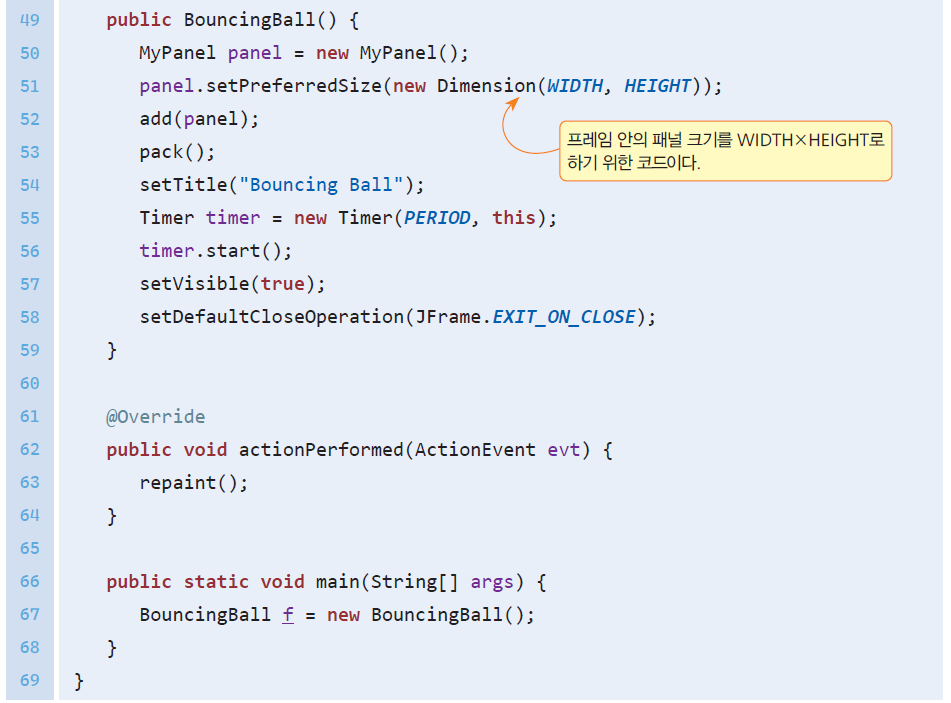 49 public BouncingBall() {
50 MyPanel panel = new MyPanel();
51 panel.setPreferredSize(new Dimension(WIDTH, HEIGHT));
52 add(panel);
프레임 안의 패널 크기를 WIDTH×HEIGHT로
하기 위한 코드이다.
53 pack();
54 setTitle("Bouncing Ball");
55 Timer timer = new Timer(PERIOD, this);
56 timer.start();
57 setVisible(true);
58 setDefaultCloseOperation(JFrame.EXIT_ON_CLOSE);
59 }
60
61 @Override
62 public void actionPerformed(ActionEvent evt) {
63 repaint();
64 }
65
66 public static void main(String[] args) {
67 BouncingBall f = new BouncingBall();
68 }
69 }